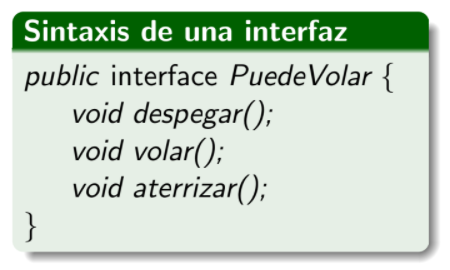 Sintaxis de una interfaz
public interface PuedeVolar {
void despegar();
void volar();
void aterrizar();
}